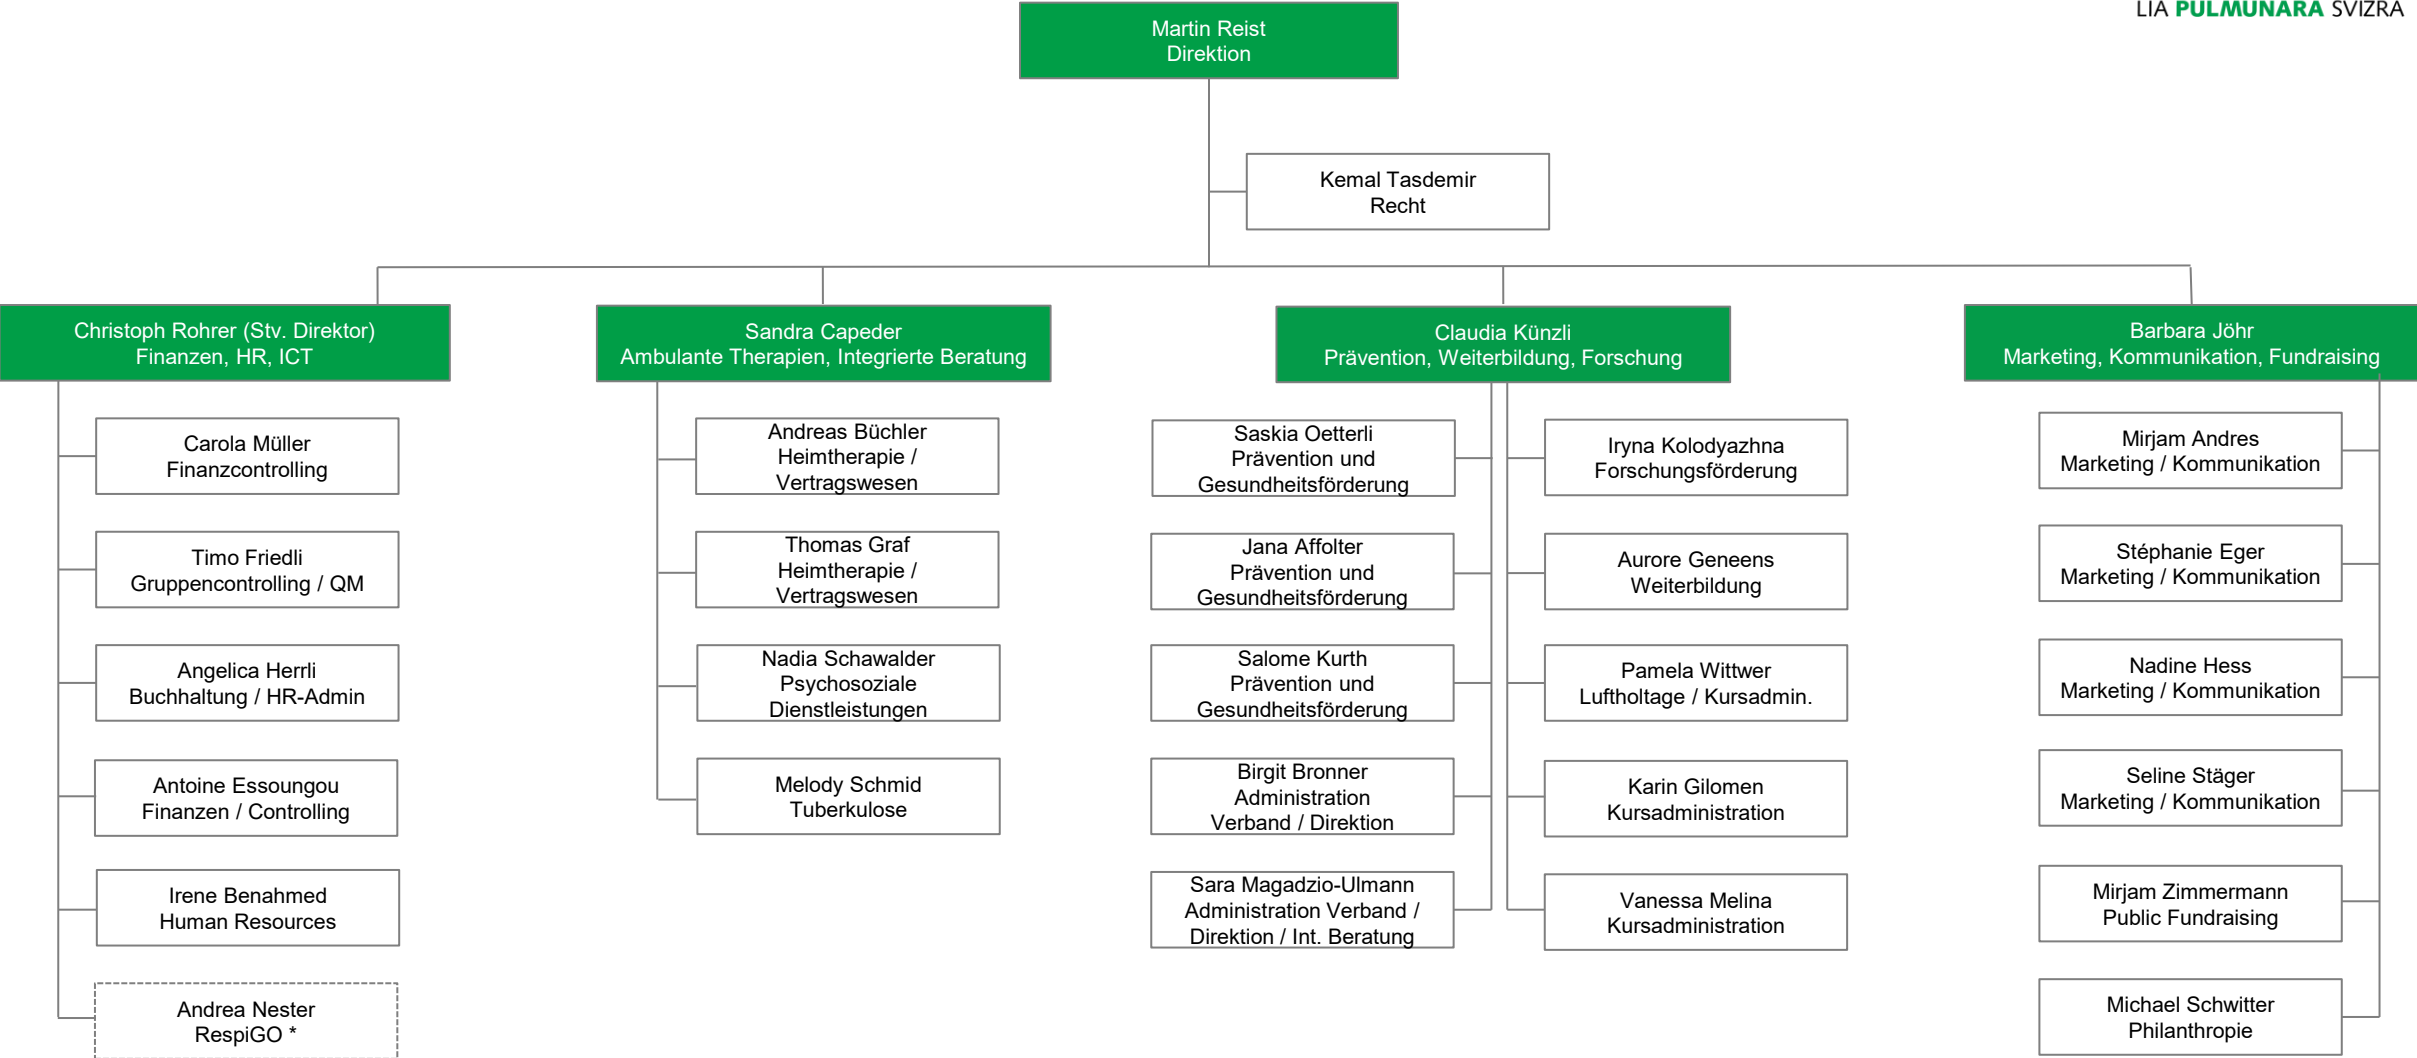 LIA PULMUNARA SVIZRA
Martin Reist
Direktion
Kemal Tasdemir
Recht
Christoph Rohrer (Stv. Direktor)
Finanzen, HR, ICT
Sandra Capeder
Ambulante Therapien, Integrierte Beratung
Claudia Künzli
Prävention, Weiterbildung, Forschung
Barbara Jöhr
Marketing, Kommunikation, Fundraising
Carola Müller
Finanzcontrolling
Timo Friedli
Gruppencontrolling / QM
Angelica Herrli
Buchhaltung / HR-Admin
Antoine Essoungou
Finanzen / Controlling
Irene Benahmed
Human Resources
Andrea Nester
RespiGO *
Andreas Büchler
Heimtherapie /
Vertragswesen
Thomas Graf
Heimtherapie /
Vertragswesen
Nadia Schawalder
Psychosoziale
Dienstleistungen
Melody Schmid
Tuberkulose
Saskia Oetterli
Prävention und
Gesundheitsförderung
Jana Affolter
Prävention und
Gesundheitsförderung
Salome Kurth
Prävention und
Gesundheitsförderung
Birgit Bronner
Administration
Verband / Direktion
Sara Magadzio-Ulmann
Administration Verband /
Direktion / Int. Beratung
Iryna Kolodyazhna
Forschungsförderung
Aurore Geneens
Weiterbildung
Pamela Wittwer
Luftholtage / Kursadmin.
Karin Gilomen
Kursadministration
Vanessa Melina
Kursadministration
Mirjam Andres
Marketing / Kommunikation
Stéphanie Eger
Marketing / Kommunikation
Nadine Hess
Marketing / Kommunikation
Seline Stäger
Marketing / Kommunikation
Mirjam Zimmermann
Public Fundraising
Michael Schwitter
Philanthropie